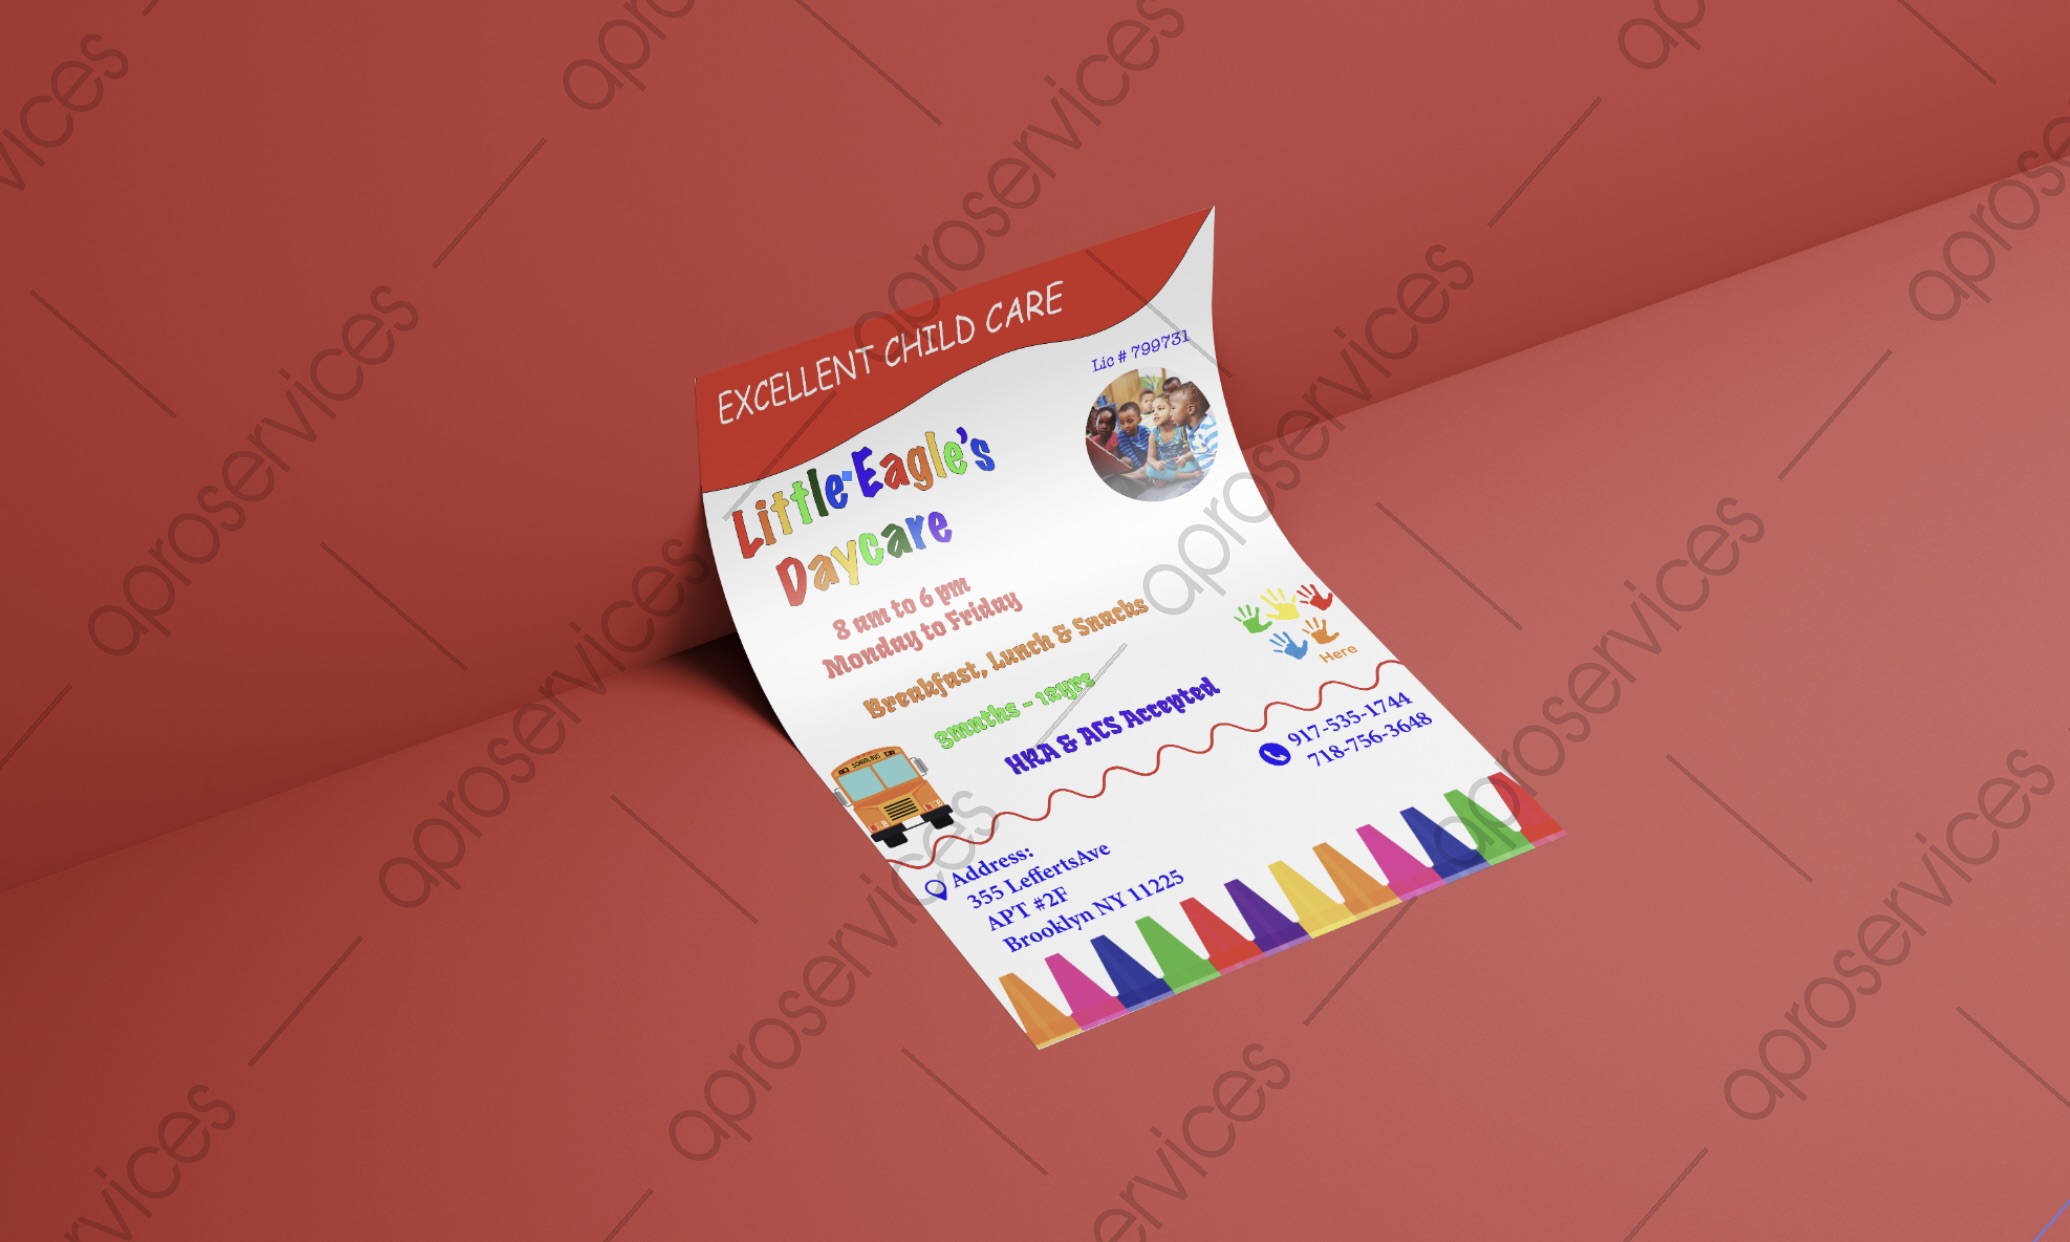 EXCELLENT CHILD CARE
Lic # 799731
Little Eagle's
Daycare
8 am to 6 pm
Monday to Friday
Breakfast, Lunch & Snacks
3mnths - 12yrs
HRA & ACS Accepted
Here
SCHOOL BUS
917-535-1744
718-756-3648
Address:
355 LeffertsAve
APT #2F
Brooklyn NY 11225
aproservices